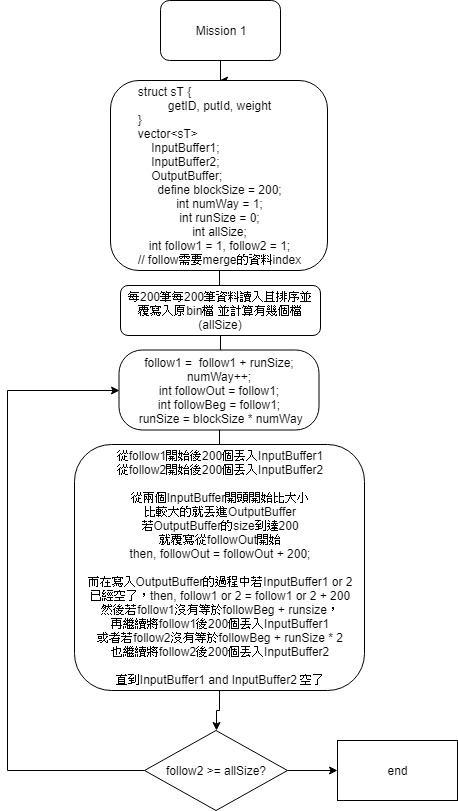 Mission 1
struct sT {
getID, putId, weight
}
vector<sT>
InputBuffer1;
InputBuffer2;
OutputBuffer;
define blockSize = 200;
int numWay = 1;
int runSize = 0;
int allSize;
int follow1 = 1, follow2 = 1;
// follow需要merge的資料index
每200筆每200筆資料讀入且排序並
覆寫入原bin檔 並計算有幾個檔
(allSize)
follow1 = follow1 + runSize;
numWay++;
int followOut = follow1;
int followBeg = follow1;
runSize = blockSize * numWay
從follow1開始後200個丟入InputBuffer1
從follow2開始後200個丟入InputBuffer2
從兩個InputBuffer開頭開始比大小
比較大的就丟進OutputBuffer
若OutputBuffer的size到達200
就覆寫從followOut開始
then, followOut = followOut + 200;
而在寫入OutputBuffer的過程中若InputBuffer1 or 2
已經空了，then, follow1 or 2 = follow1 or 2 + 200
然後若follow1沒有等於followBeg + runsize，
再繼續將follow1後200個丟入InputBuffer1
或者若follow2沒有等於followBeg + runSize * 2
也繼續將follow2後200個丟入InputBuffer2
直到InputBuffer1 and InputBuffer2 空了
follow2 >= allSize?
end